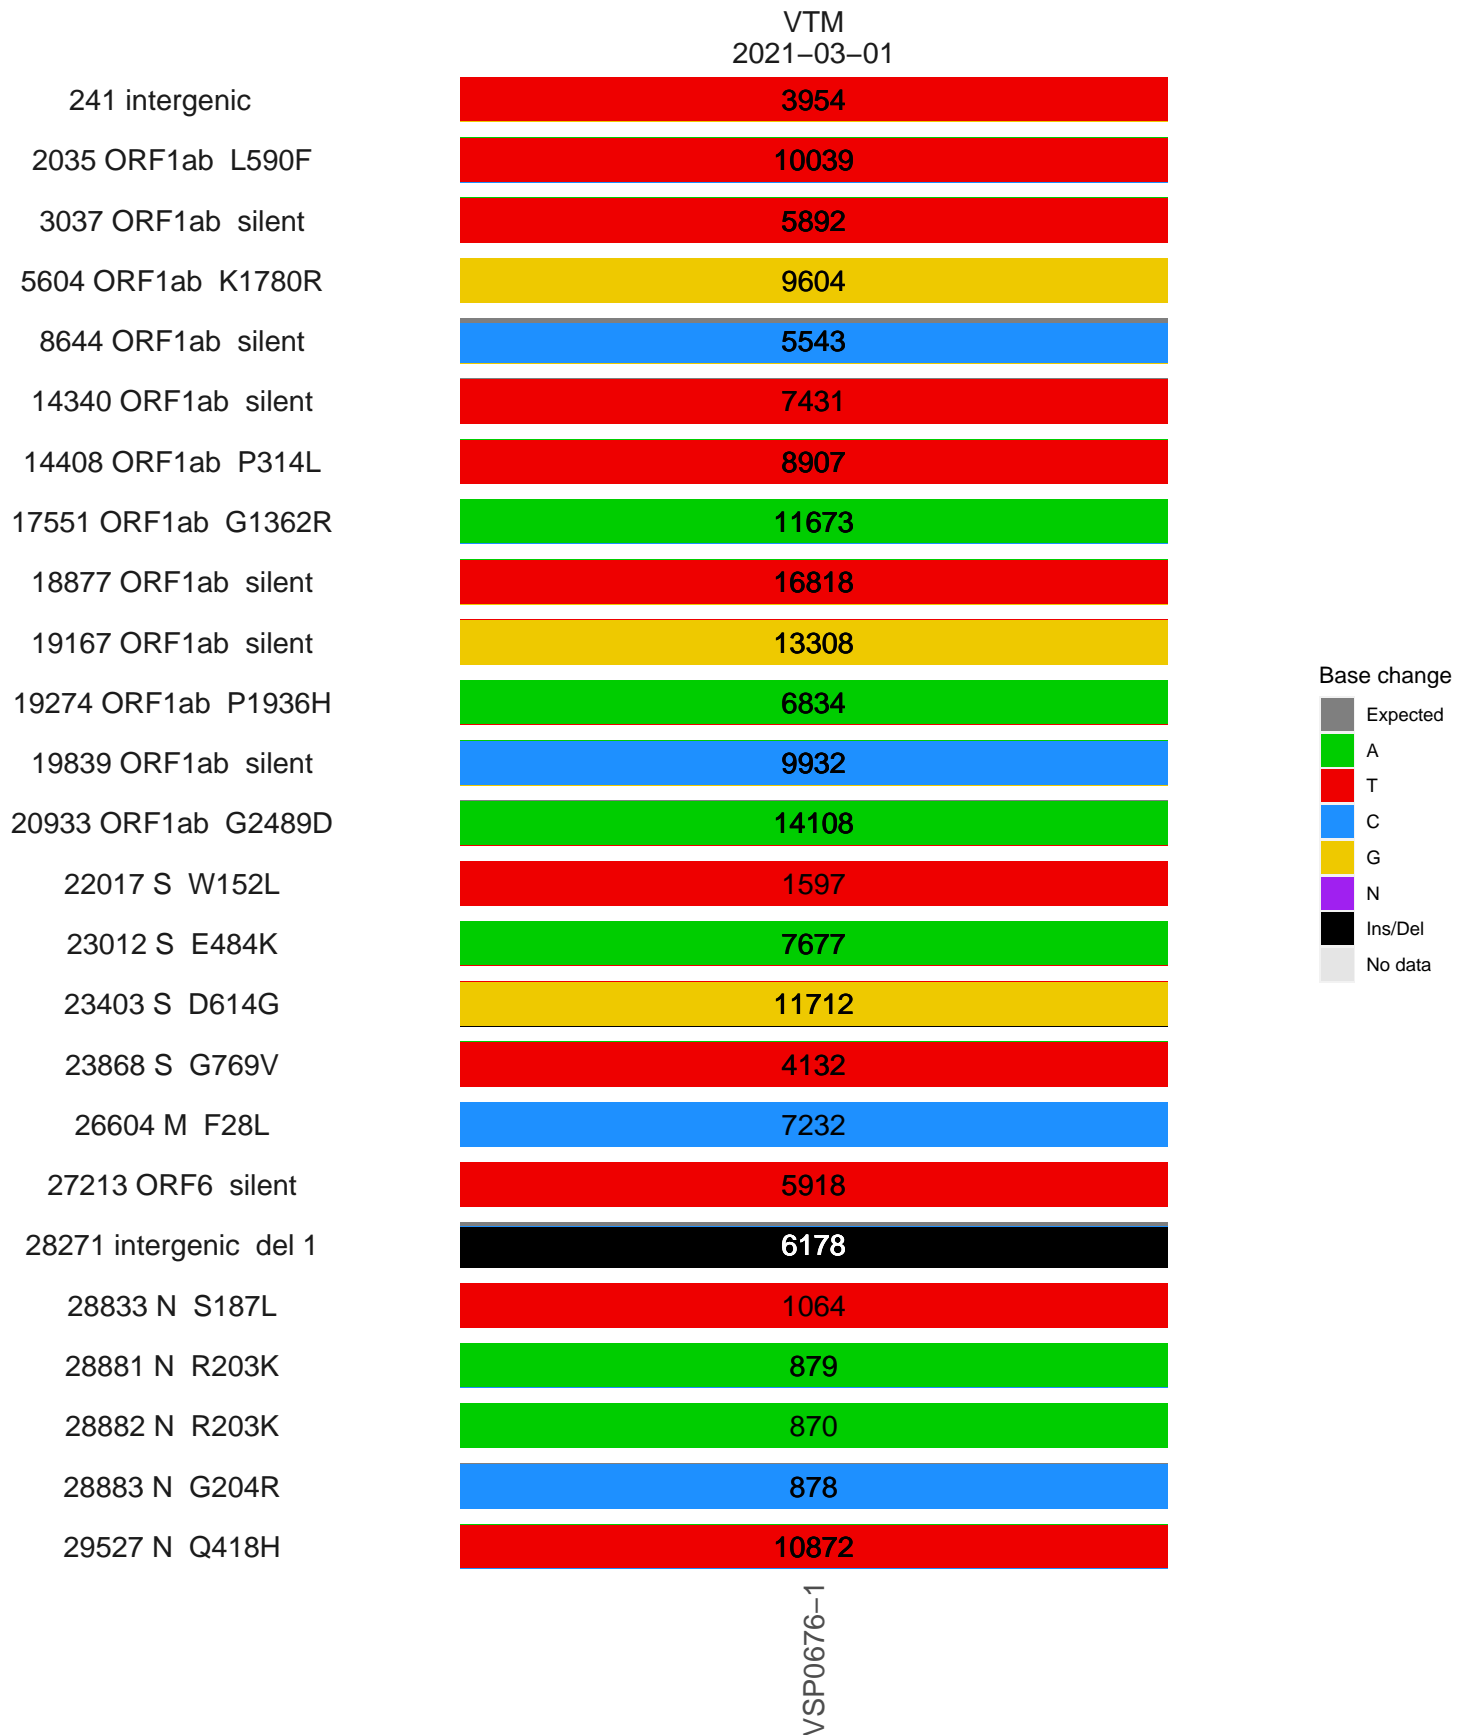 VTM
2021−03−01
241 intergenic 3954
2035 ORF1ab L590F 10039
3037 ORF1ab silent 5892
5604 ORF1ab K1780R 9604
8644 ORF1ab silent 5543
14340 ORF1ab silent 7431
14408 ORF1ab P314L 8907
17551 ORF1ab G1362R 11673
18877 ORF1ab silent 16818
19167 ORF1ab silent 13308
19274 ORF1ab P1936H 6834
19839 ORF1ab silent 9932
20933 ORF1ab G2489D 14108
22017 S W152L 1597
23012 S E484K 7677
23403 S D614G 11712
23868 S G769V 4132
26604 M F28L 7232
27213 ORF6 silent 5918
28271 intergenic del 1 6178
28833 N S187L 1064
28881 N R203K 879
28882 N R203K 870
28883 N G204R 878
29527 N Q418H 10872
VSP0676−1
Base change
Expected
A
T
C
G
N
Ins/Del
No data